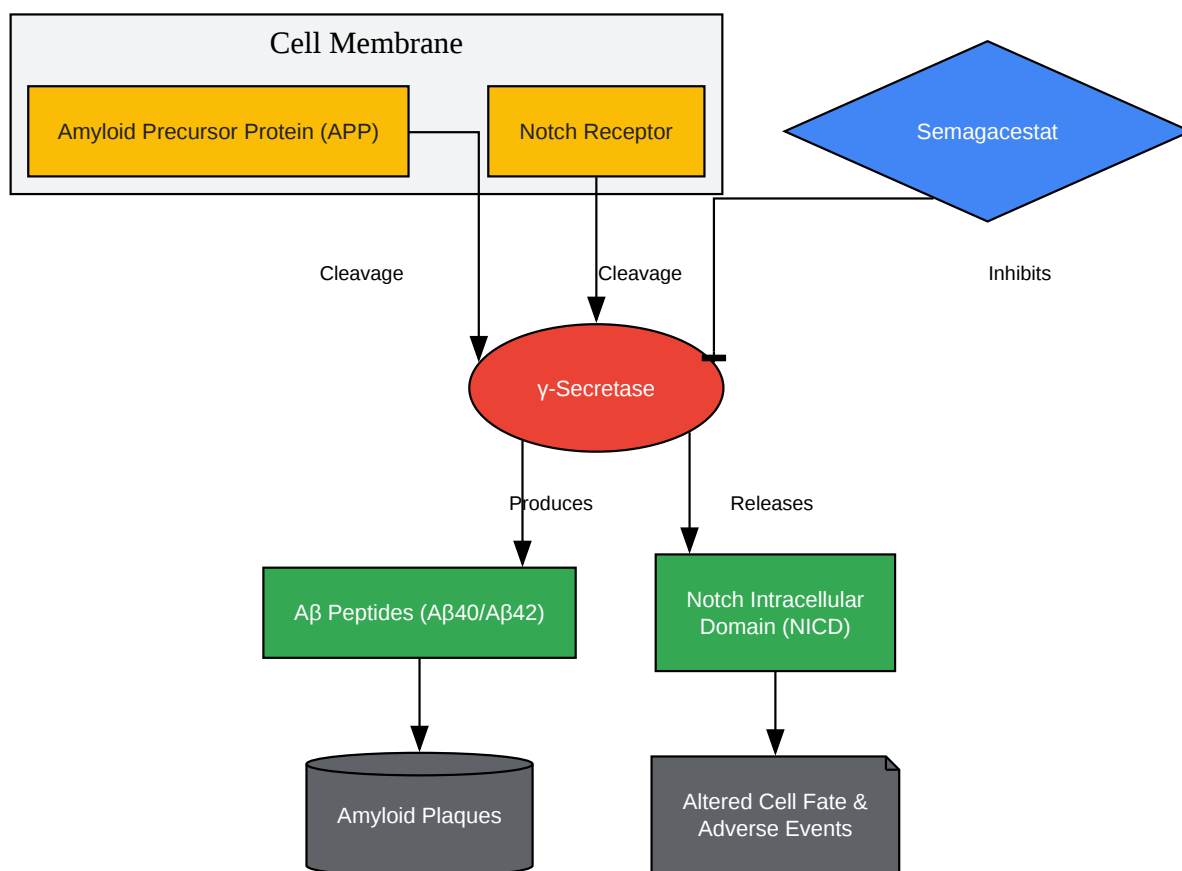 Cell Membrane
Amyloid Precursor Protein (APP)
Notch Receptor
Semagacestat
Cleavage
Cleavage
Inhibits
γ-Secretase
Produces
Releases
Aβ Peptides (Aβ40/Aβ42)
Notch Intracellular
Domain (NICD)
Amyloid Plaques
Altered Cell Fate &
Adverse Events